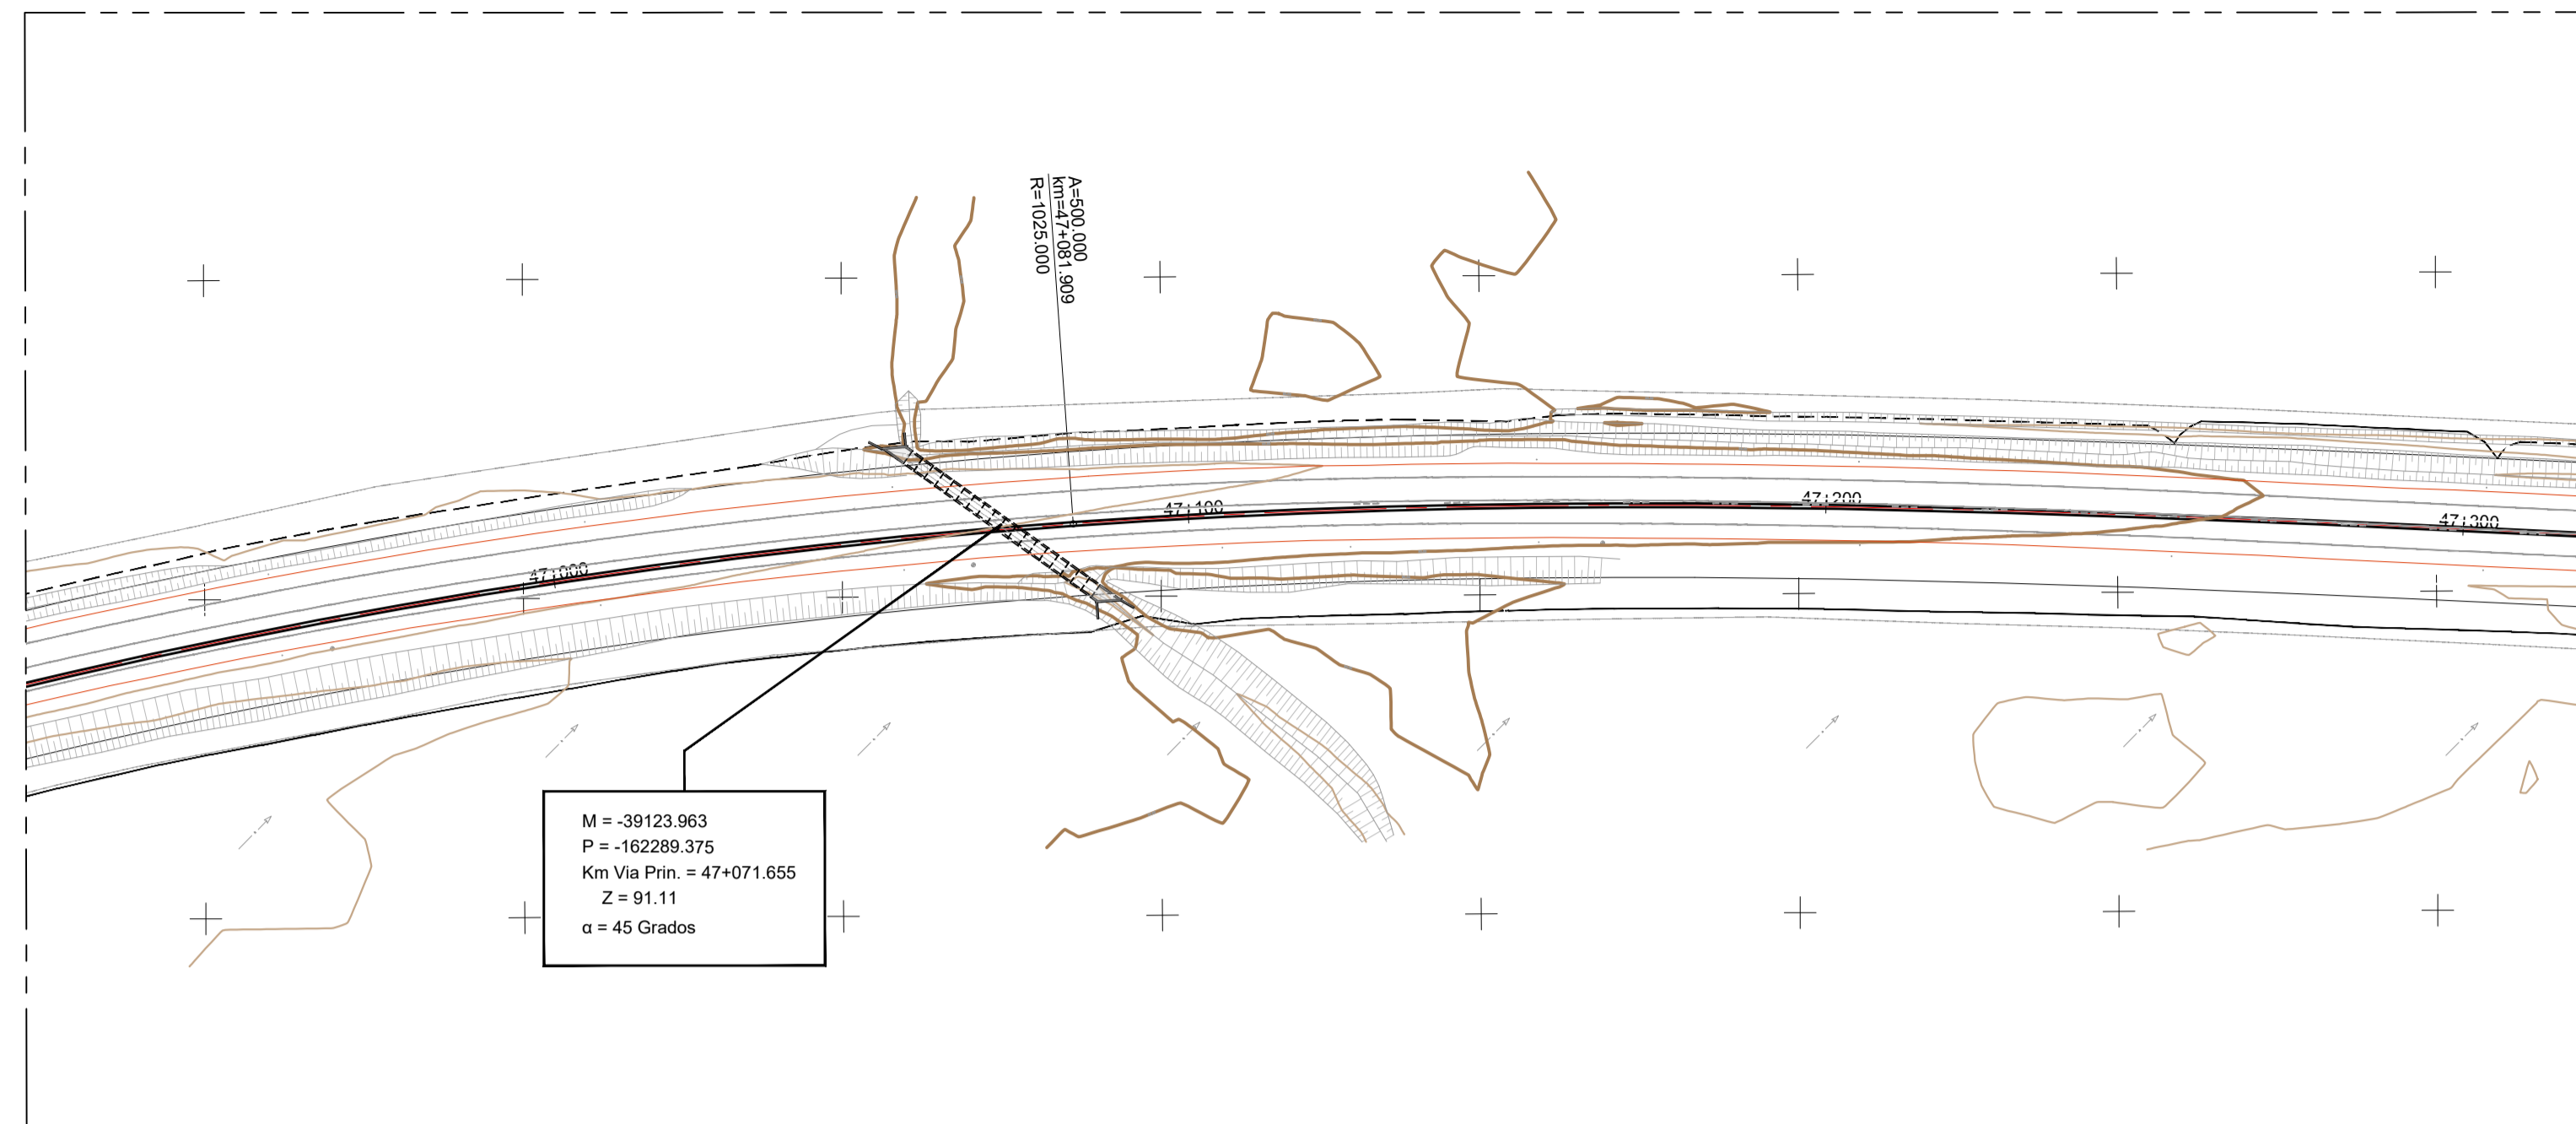 A=500.000
km=47+081.909
R=1025.000
47+000
47+100
47+200
47+300
M = -39123.963
P = -162289.375
Km Via Prin. = 47+071.655
Z = 91.11
α = 45 Grados